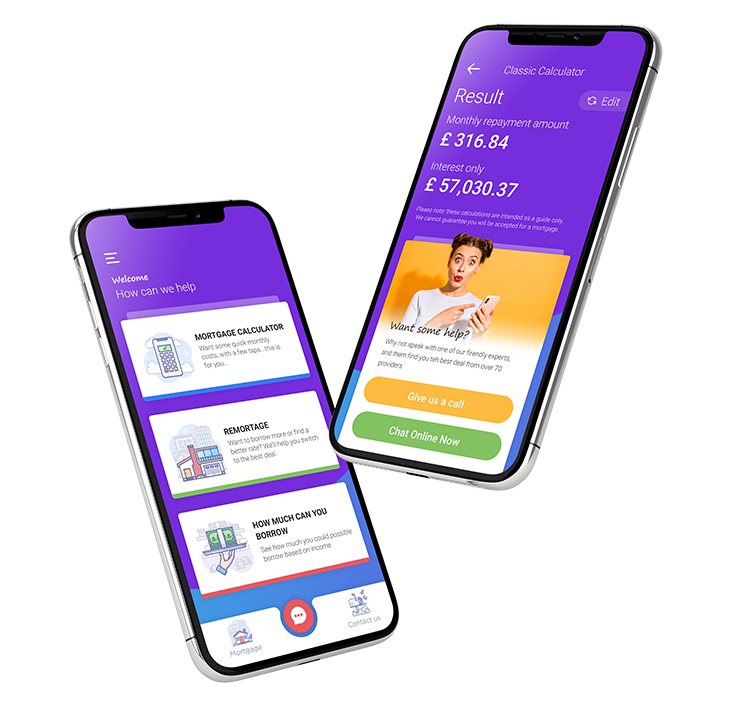 Welcome
How can we help
MORTGAGE CALCULATOR
Want some quick monthly
costs, with a few taps...this is
for you...
REMORTAGE
Want to borrow more or find a
better rate? We'll help you switch
to the best deal.
HOW MUCH CAN YOU
BORROW
See how much you could possible
borrow based on income
Mortgage
Contact us
Classic Calculator
Result
Edit
Monthly repayment amount
£ 316.84
Interest only
£ 57,030.37
Please note: these calculations are intended as a guide only.
We cannot guarantee you will be accepted for a mortgage.
Want some help?
Why not speak with one of our firendly experts,
and them find you teh best deal from over 70
providers
Give us a call
Chat Online Now